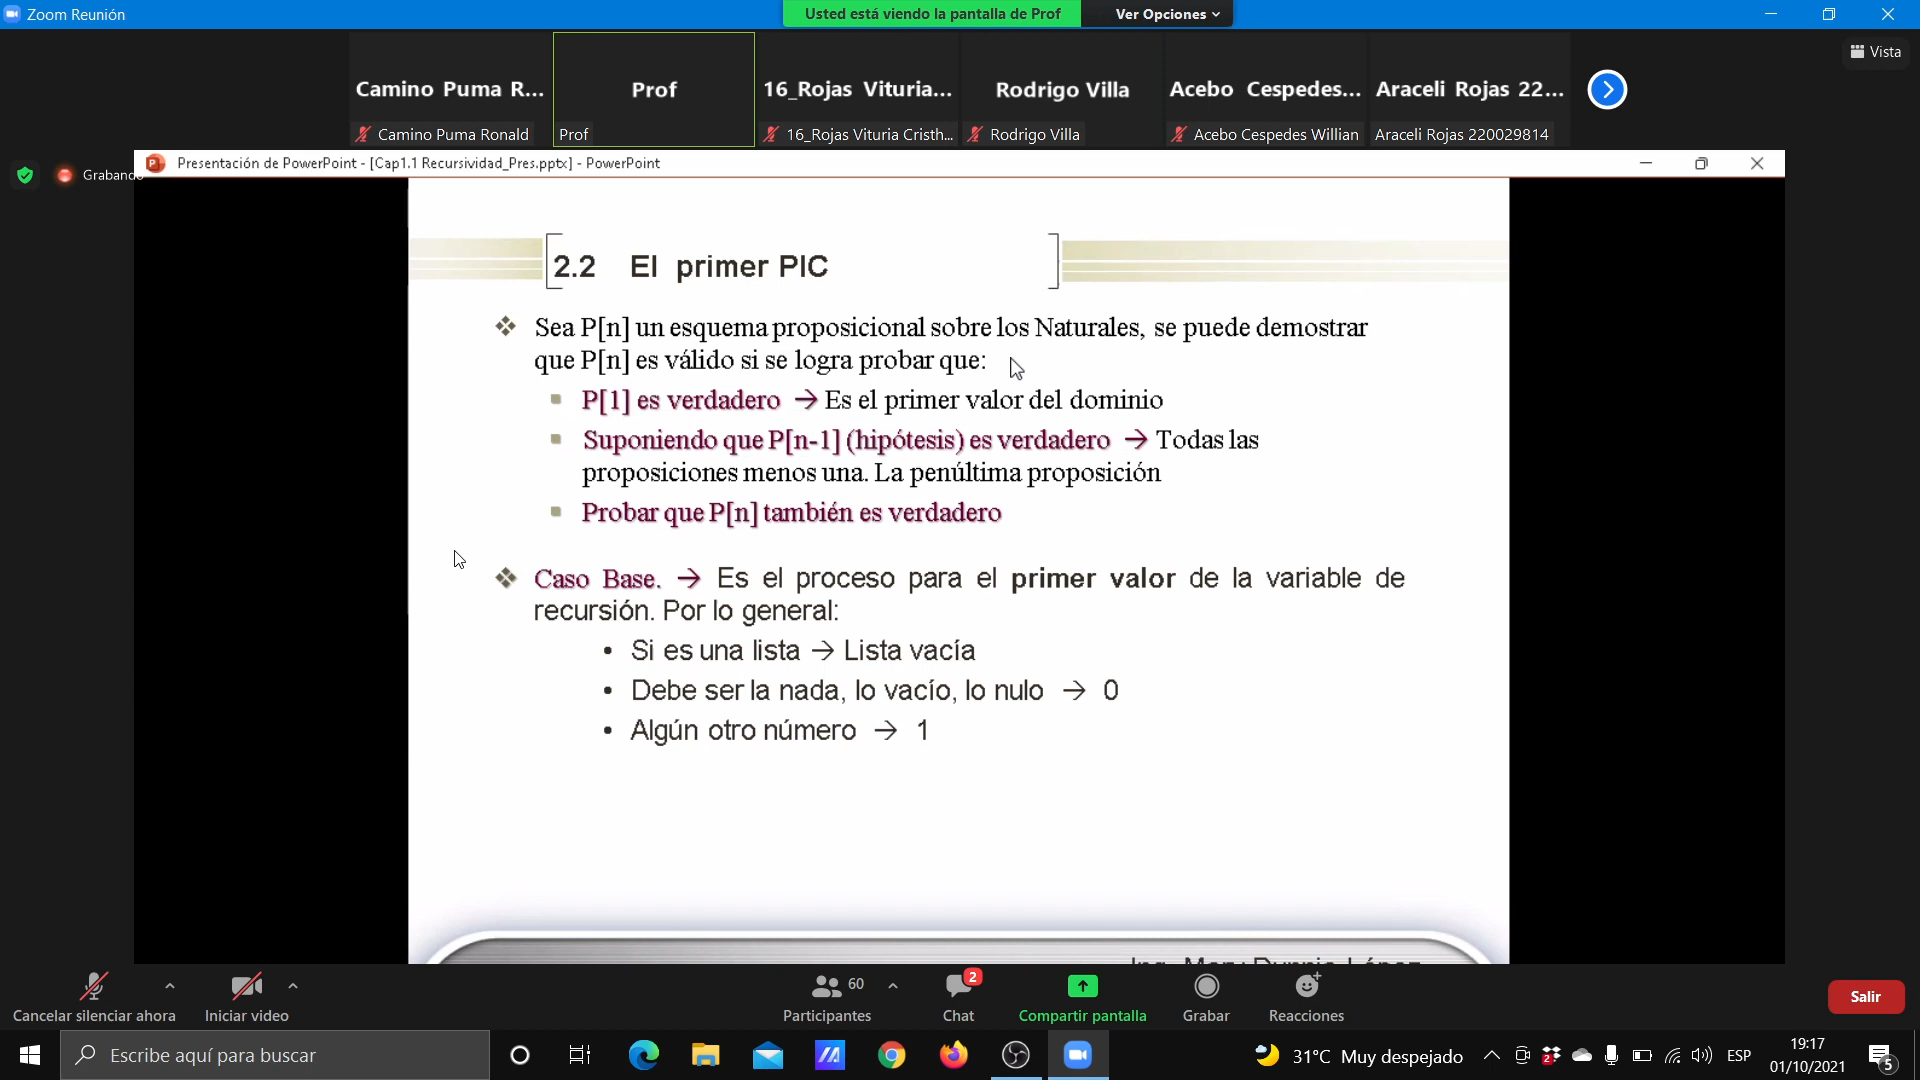 Zoom Reunión
Usted está viendo la pantalla de Prof
Ver Opciones
Vista
Camino Puma R...
Prof
16_Rojas Vituria...
Rodrigo Villa
Acebo Cespedes...
Araceli Rojas 22...
Camino Puma Ronald
Prof
16_Rojas Vituria Cristh...
Rodrigo Villa
Acebo Cespedes Willian
Araceli Rojas 220029814
Grabando
Presentación de PowerPoint - [Cap1.1 Recursividad_Pres.pptx] - PowerPoint
2.2 El primer PIC
Sea P[n] un esquema proposicional sobre los Naturales, se puede demostrar
que P[n] es válido si se logra probar que:
P[1] es verdadero → Es el primer valor del dominio
Suponiendo que P[n-1] (hipótesis) es verdadero → Todas las
proposiciones menos una. La penúltima proposición
Probar que P[n] también es verdadero
Caso Base. → Es el proceso para el primer valor de la variable de
recursión. Por lo general:
• Si es una lista → Lista vacía
• Debe ser la nada, lo vacío, lo nulo → 0
• Algún otro número → 1
Cancelar silenciar ahora
Iniciar video
60
Participantes
2
Chat
Compartir pantalla
Grabar
Reacciones
Salir
Escribe aquí para buscar
31°C Muy despejado
2
ESP
19:17
01/10/2021
5